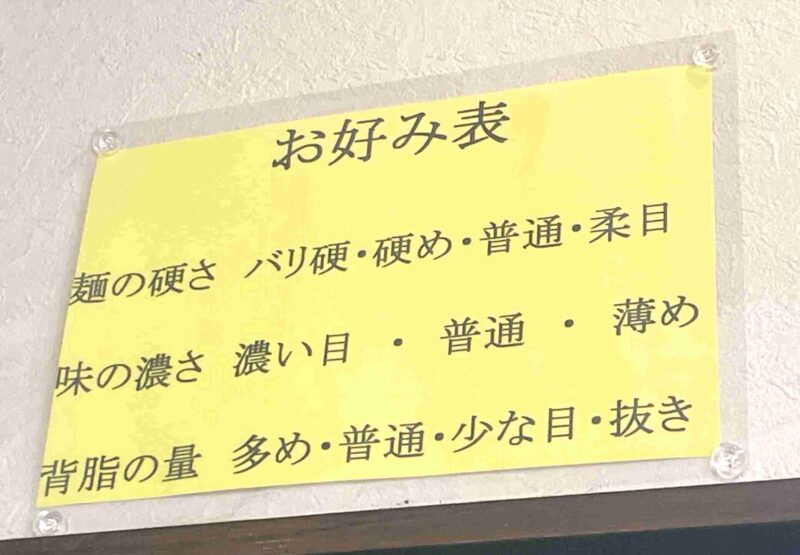 お好み表
麺の硬さ バリ硬・硬め・普通・柔目
味の濃さ 濃い目 ・ 普通 ・ 薄め
背脂の量 多め・普通・少な目・抜き